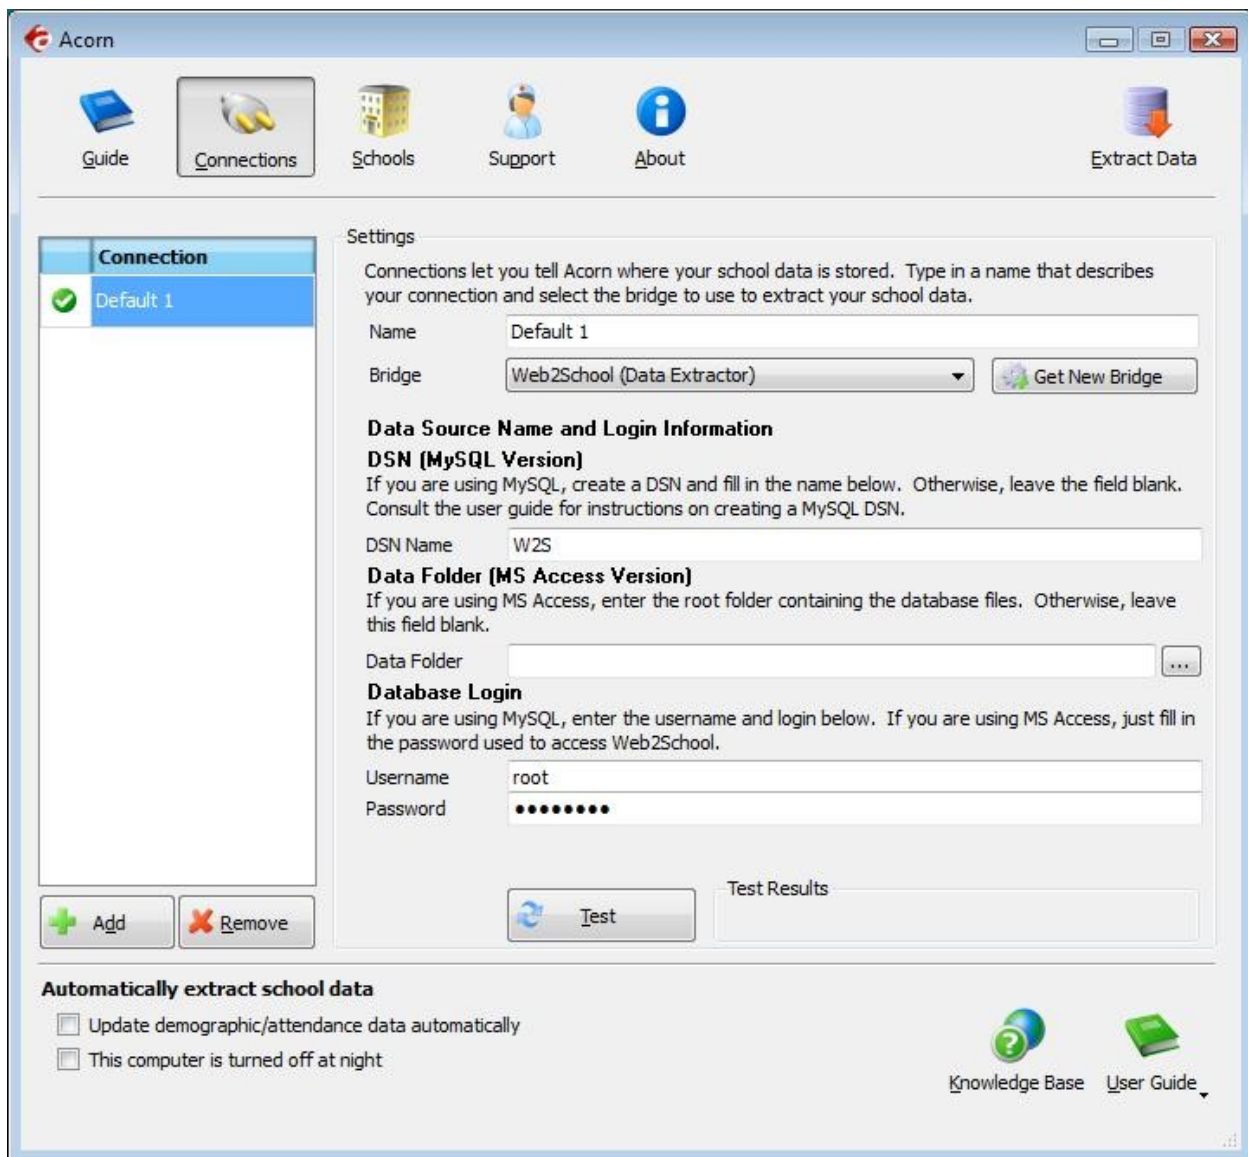 Acorn
Guide
Connections
Schools
Support
About
Extract Data
Connection
Default 1
Settings
Connections let you tell Acorn where your school data is stored.  Type in a name that describes
your connection and select the bridge to use to extract your school data.
Name
Default 1
Bridge
Web2School (Data Extractor)
Get New Bridge
Data Source Name and Login Information
DSN (MySQL Version)
If you are using MySQL, create a DSN and fill in the name below.  Otherwise, leave the field blank.
Consult the user guide for instructions on creating a MySQL DSN.
DSN Name
W2S
Data Folder (MS Access Version)
If you are using MS Access, enter the root folder containing the database files.  Otherwise, leave
this field blank.
Data Folder
...
Database Login
If you are using MySQL, enter the username and login below.  If you are using MS Access, just fill in
the password used to access Web2School.
Username
root
Password
●●●●●●●●
Add
Remove
Test
Test Results
Automatically extract school data
Update demographic/attendance data automatically
This computer is turned off at night
Knowledge Base
User Guide